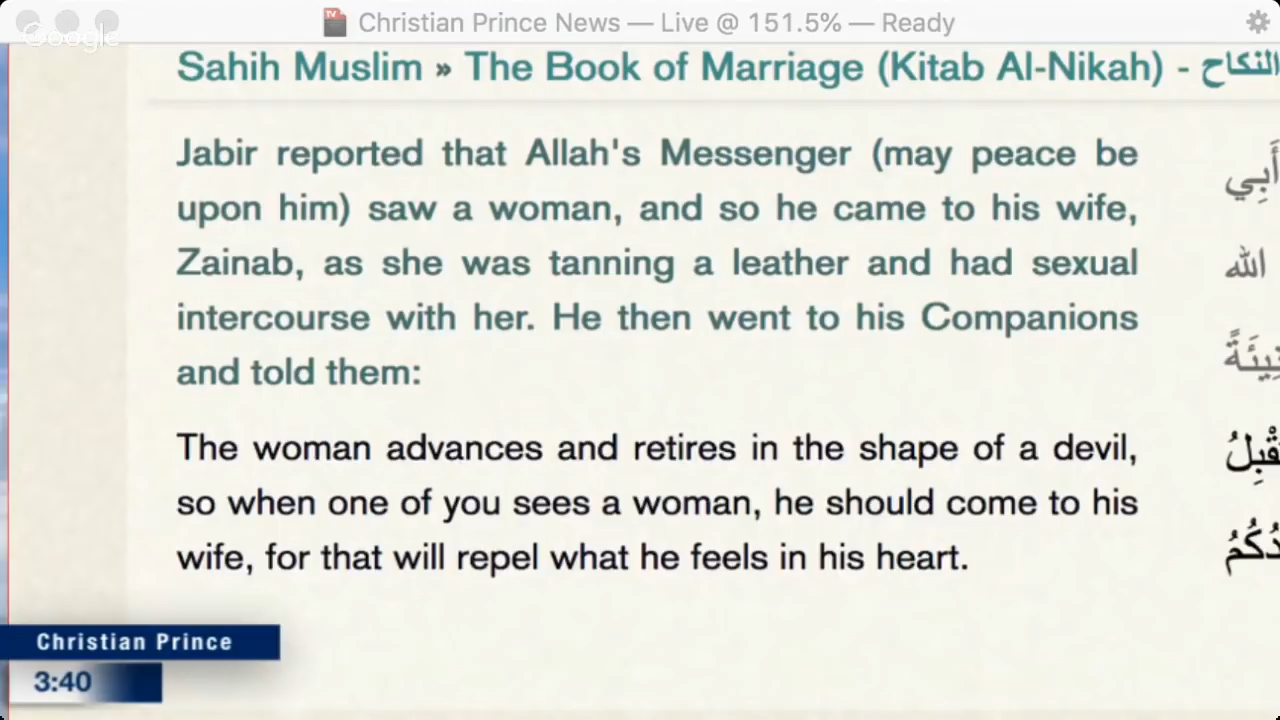 Christian Prince News — Live @ 151.5% — Ready
Google
Sahih Muslim » The Book of Marriage (Kitab Al-Nikah) - النكاح
Jabir reported that Allah's Messenger (may peace be
upon him) saw a woman, and so he came to his wife,
Zainab, as she was tanning a leather and had sexual
intercourse with her. He then went to his Companions
and told them:
The woman advances and retires in the shape of a devil,
so when one of you sees a woman, he should come to his
wife, for that will repel what he feels in his heart.
أَبِي
الله
Christian Prince
3:40